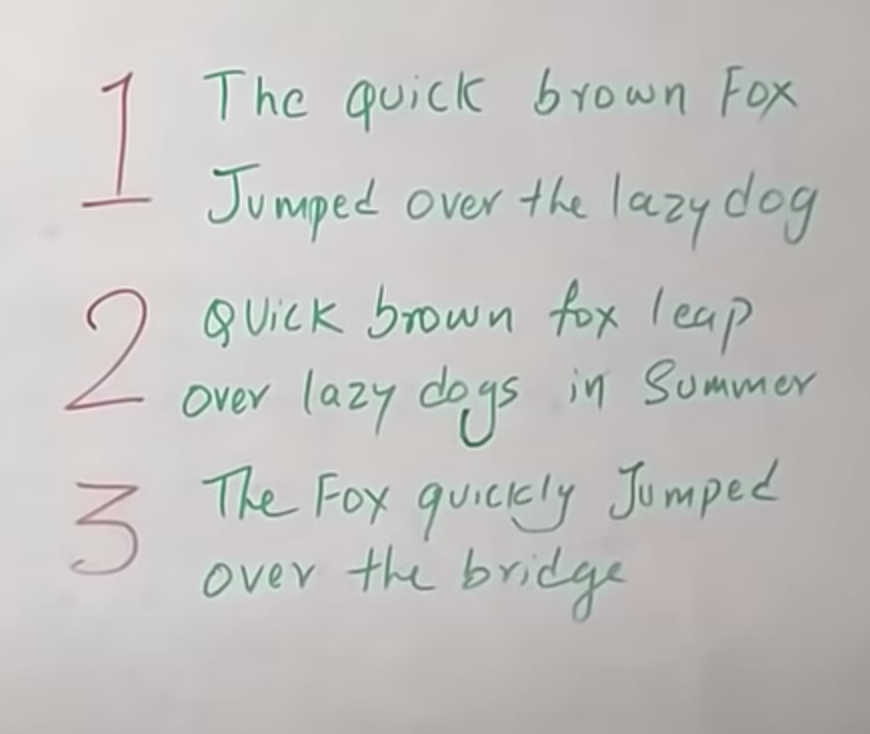 1 The quick brown Fox
Jumped over the lazy dog
2 Quick brown fox leap
over lazy dogs in Summer
3 The Fox quickly Jumped
over the bridge